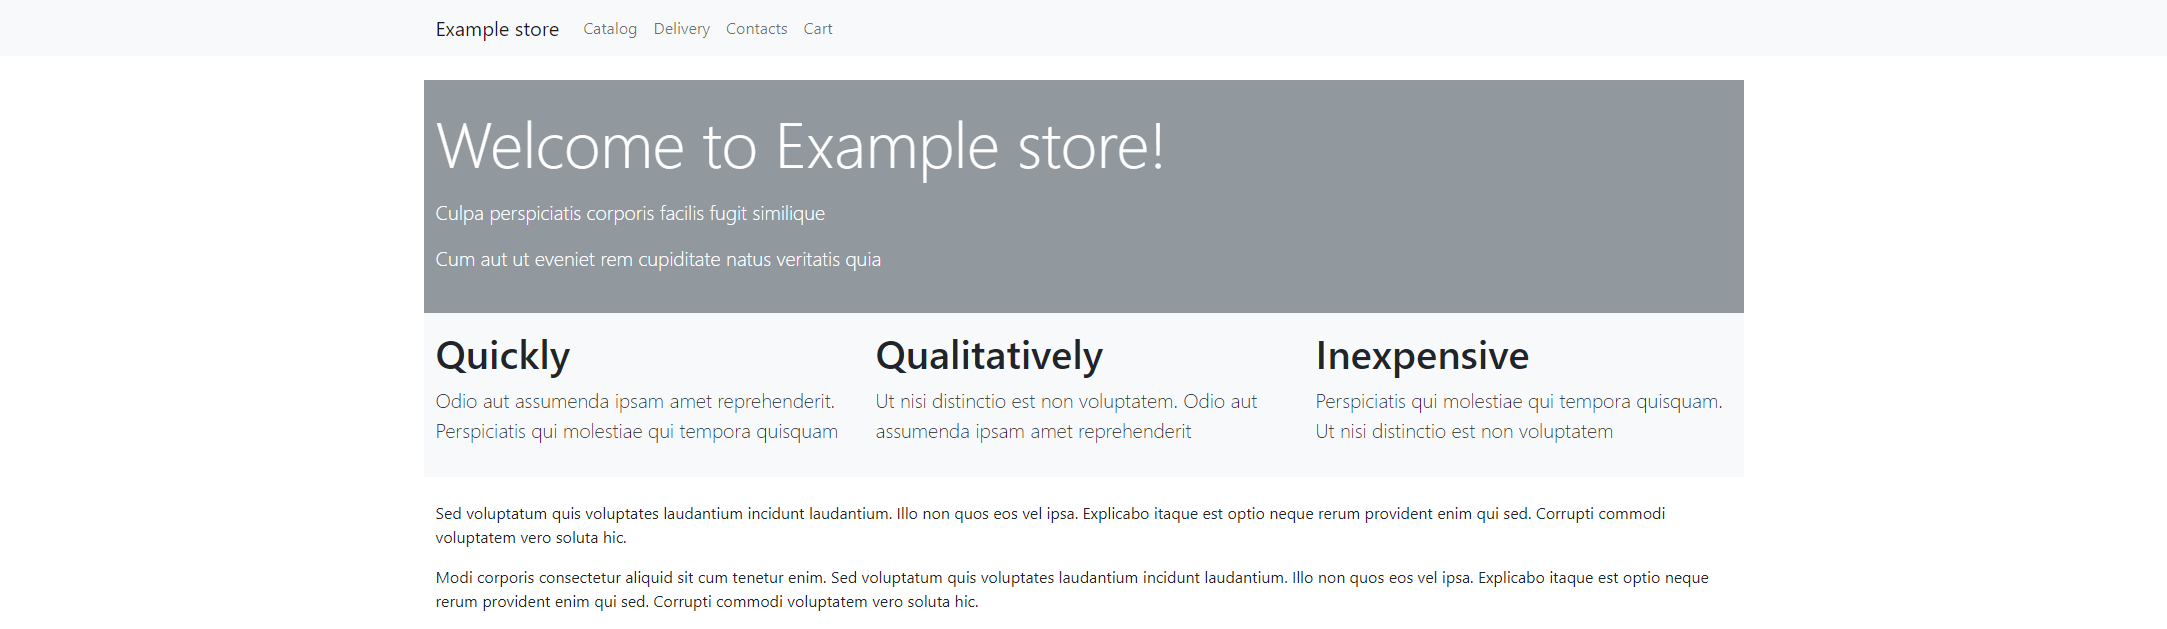 Example store Catalog Delivery Contacts Cart
Welcome to Example store!
Culpa perspiciatis corporis facilis fugit similique
Cum aut ut eveniet rem cupiditate natus veritatis quia
Quickly
Odio aut assumenda ipsam amet reprehenderit.
Perspiciatis qui molestiae qui tempora quisquam
Qualitatively
Ut nisi distinctio est non voluptatem. Odio aut
assumenda ipsam amet reprehenderit
Inexpensive
Perspiciatis qui molestiae qui tempora quisquam.
Ut nisi distinctio est non voluptatem
Sed voluptatum quis voluptates laudantium incidunt laudantium. Illo non quos eos vel ipsa. Explicabo itaque est optio neque rerum provident enim qui sed. Corrupti commodi
voluptatem vero soluta hic.
Modi corporis consectetur aliquid sit cum tenetur enim. Sed voluptatum quis voluptates laudantium incidunt laudantium. Illo non quos eos vel ipsa. Explicabo itaque est optio neque
rerum provident enim qui sed. Corrupti commodi voluptatem vero soluta hic.